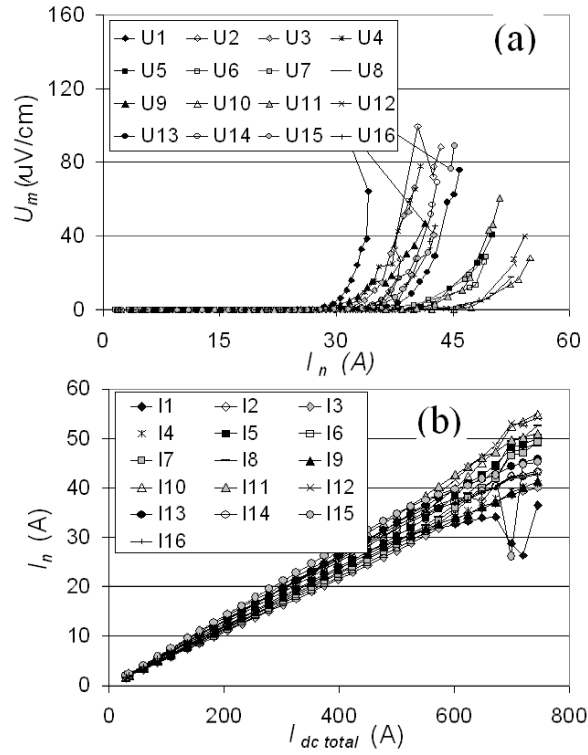 (a)
160
120
80
40
0
U1 U2 U3 U4
U5 U6 U7 U8
U9 U10 U11 U12
U13 U14 U15 U16
Um (uV/cm)
0 15 30 45 60
In (A)
(b)
60
50
40
30
20
10
0
I1 I2 I3
I4 I5 I6
I7 I8 I9
I10 I11 I12
I13 I14 I15
I16
In (A)
0 200 400 600 800
I dc total (A)